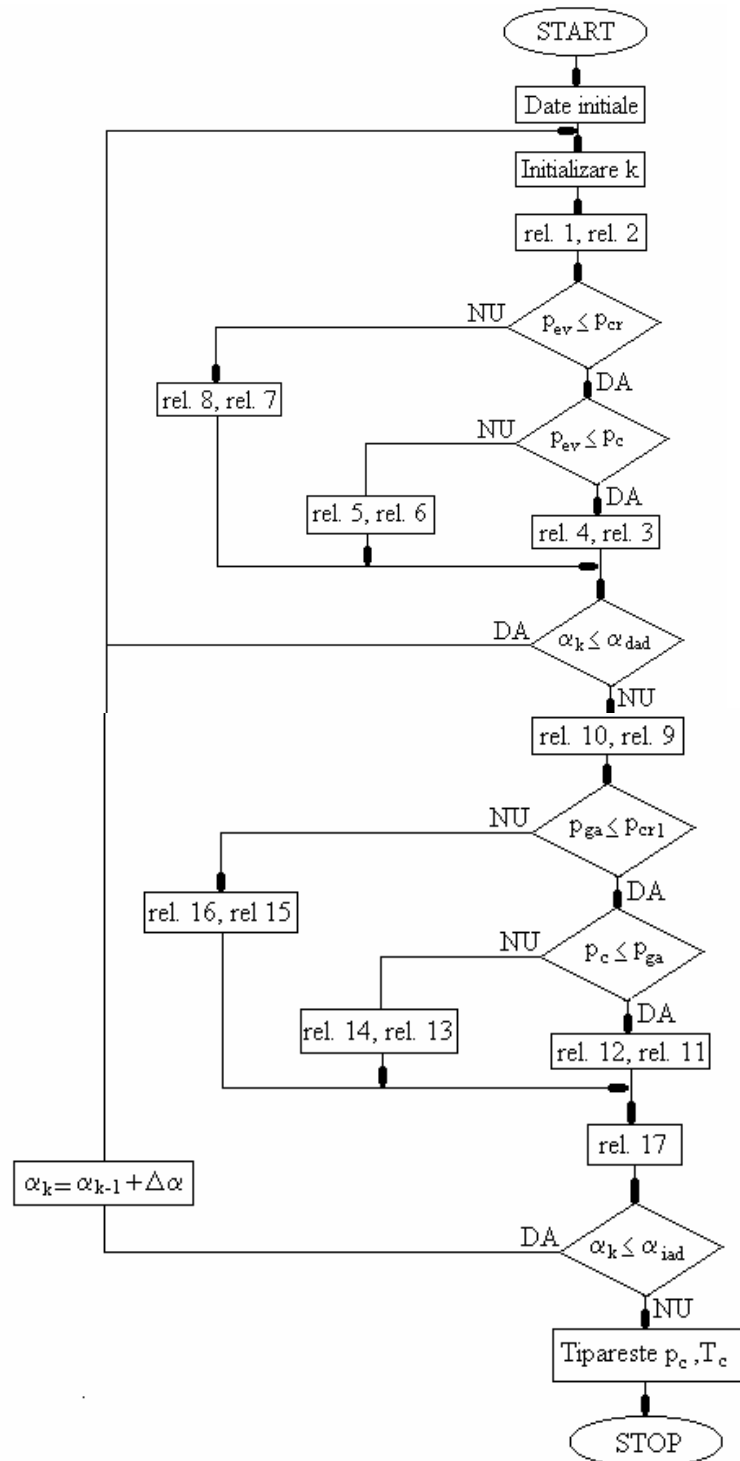 START
Date initiale
Initializare k
rel. 1, rel. 2
NU
p_ev ≤ p_cr
DA
rel. 8, rel. 7
NU
p_ev ≤ p_c
DA
rel. 5, rel. 6
rel. 4, rel. 3
DA
α_k ≤ α_dad
NU
rel. 10, rel. 9
NU
p_ga ≤ p_cr1
DA
rel. 16, rel 15
NU
p_c ≤ p_ga
DA
rel. 14, rel. 13
rel. 12, rel. 11
rel. 17
α_k = α_k-1 + Δα
DA
α_k ≤ α_iad
NU
Tipareste p_c ,T_c
STOP